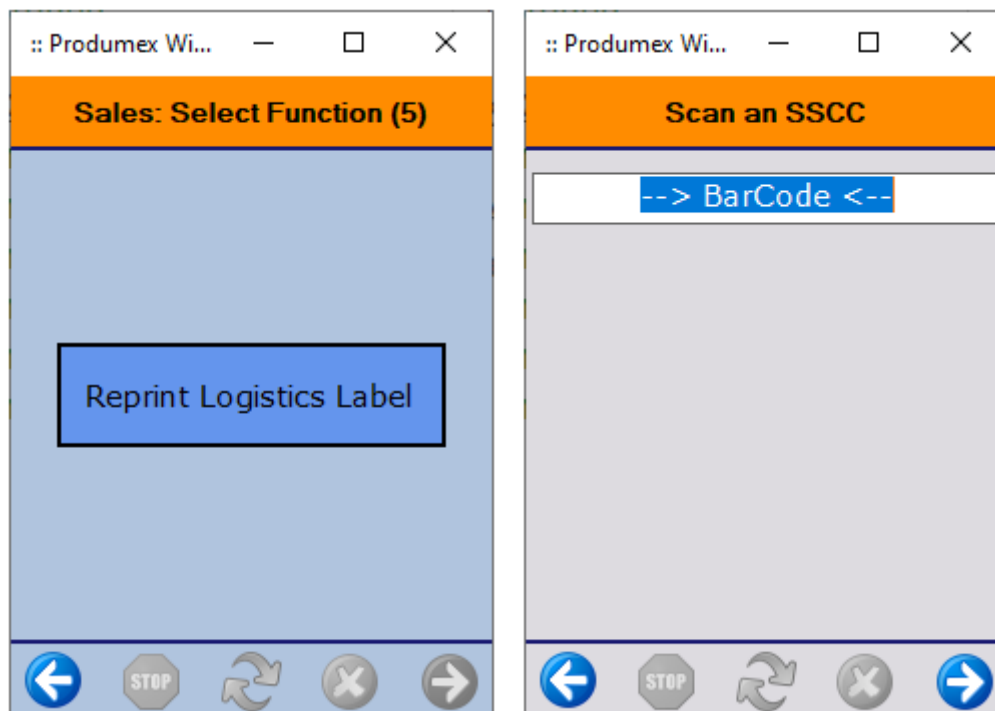 :: Produmex Wi...
Sales: Select Function (5)
Reprint Logistics Label
STOP
:: Produmex Wi...
Scan an SSCC
--> BarCode <--
STOP